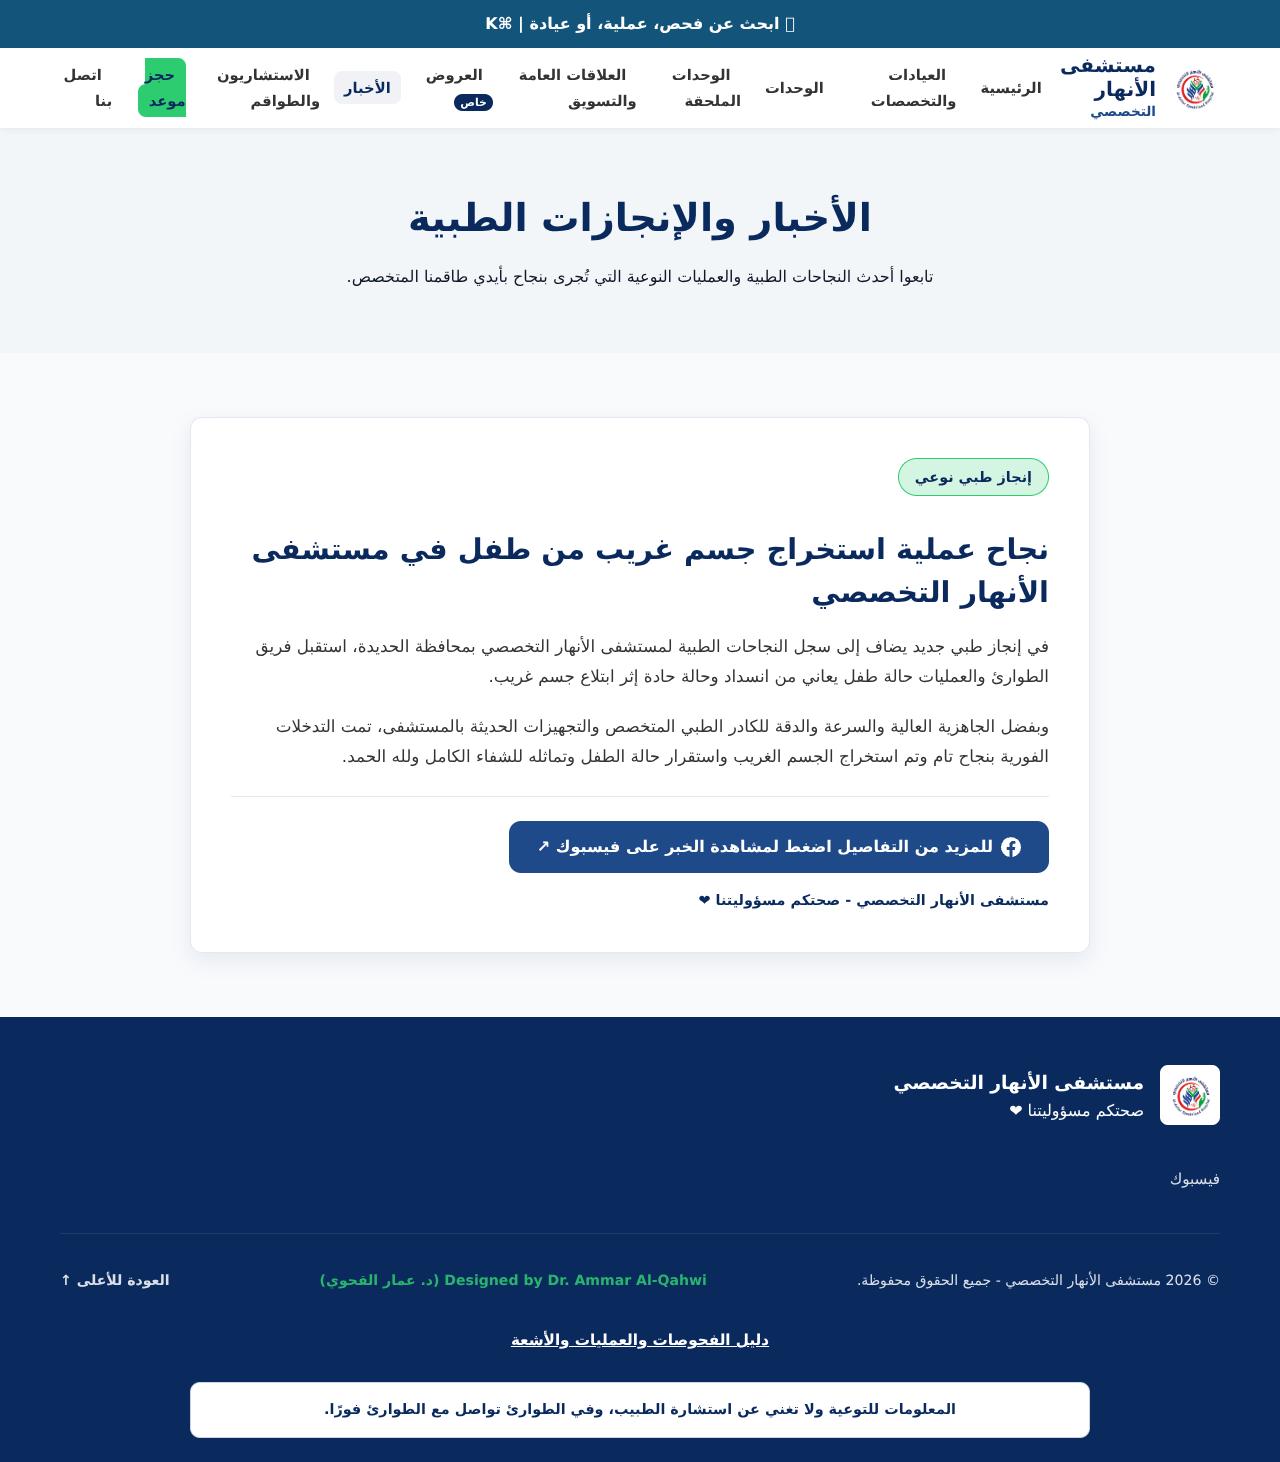 ابحث عن فحص، عملية، أو عيادة | ⌘K
مستشفى
الأنهار
التخصصي
الرئيسية
العيادات
والتخصصات
الوحدات
الوحدات
الملحقة
العلاقات العامة
والتسويق
العروض
خاص
الأخبار
الاستشاريون
والطواقم
حجز
موعد
اتصل
بنا
الأخبار والإنجازات الطبية
تابعوا أحدث النجاحات الطبية والعمليات النوعية التي تُجرى بنجاح بأيدي طاقمنا المتخصص.
إنجاز طبي نوعي
نجاح عملية استخراج جسم غريب من طفل في مستشفى
الأنهار التخصصي
في إنجاز طبي جديد يضاف إلى سجل النجاحات الطبية لمستشفى الأنهار التخصصي بمحافظة الحديدة، استقبل فريق
الطوارئ والعمليات حالة طفل يعاني من انسداد وحالة حادة إثر ابتلاع جسم غريب.
وبفضل الجاهزية العالية والسرعة والدقة للكادر الطبي المتخصص والتجهيزات الحديثة بالمستشفى، تمت التدخلات
الفورية بنجاح تام وتم استخراج الجسم الغريب واستقرار حالة الطفل وتماثله للشفاء الكامل ولله الحمد.
للمزيد من التفاصيل اضغط لمشاهدة الخبر على فيسبوك ↗
مستشفى الأنهار التخصصي - صحتكم مسؤوليتنا ❤
مستشفى الأنهار التخصصي
صحتكم مسؤوليتنا ❤
فيسبوك
© 2026 مستشفى الأنهار التخصصي - جميع الحقوق محفوظة.
Designed by Dr. Ammar Al-Qahwi (د. عمار القحوي)
العودة للأعلى ↑
دليل الفحوصات والعمليات والأشعة
المعلومات للتوعية ولا تغني عن استشارة الطبيب، وفي الطوارئ تواصل مع الطوارئ فورًا.